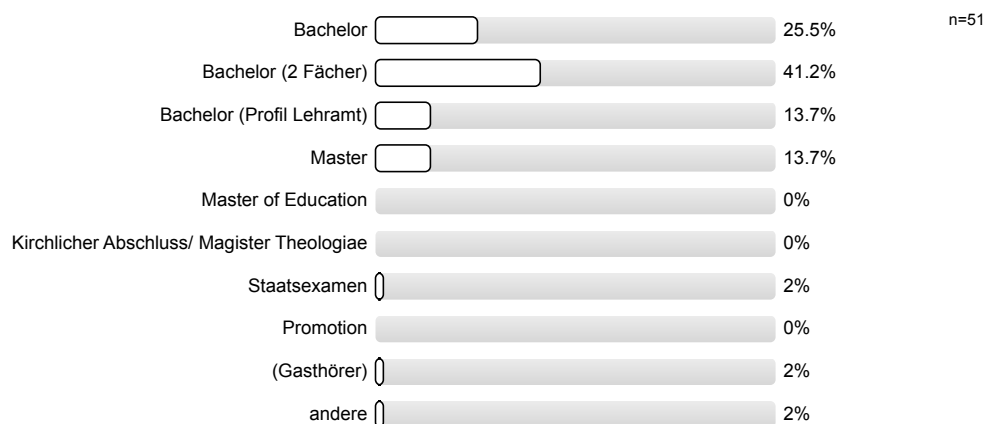 n=51
Bachelor 25.5%
Bachelor (2 Fächer) 41.2%
Bachelor (Profil Lehramt) 13.7%
Master 13.7%
Master of Education 0%
Kirchlicher Abschluss/ Magister Theologiae 0%
Staatsexamen 2%
Promotion 0%
(Gasthörer) 2%
andere 2%